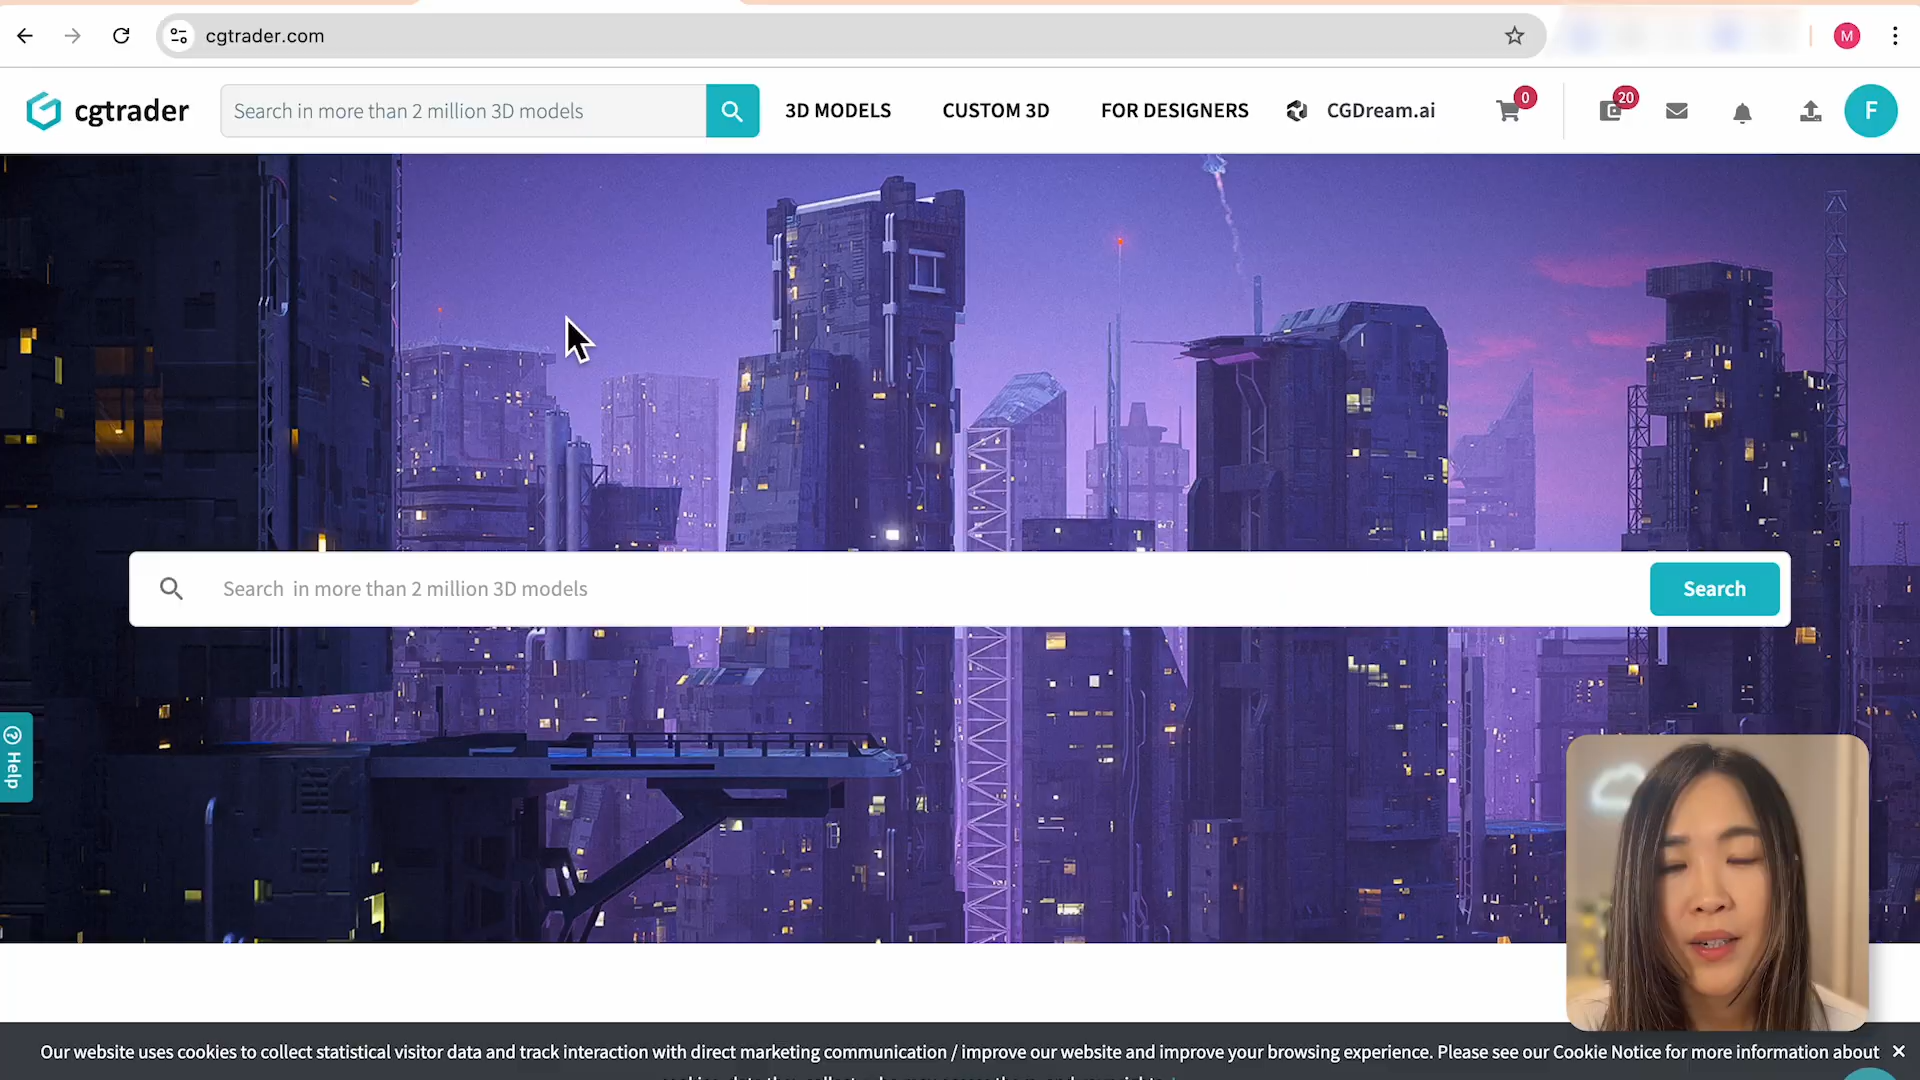 cgtrader.com
M
cgtrader
Search in more than 2 million 3D models
3D MODELS
CUSTOM 3D
FOR DESIGNERS
CGDream.ai
0
20
F
Search in more than 2 million 3D models
Search
Help
Our website uses cookies to collect statistical visitor data and track interaction with direct marketing communication / improve our website and improve your browsing experience. Please see our Cookie Notice for more information about